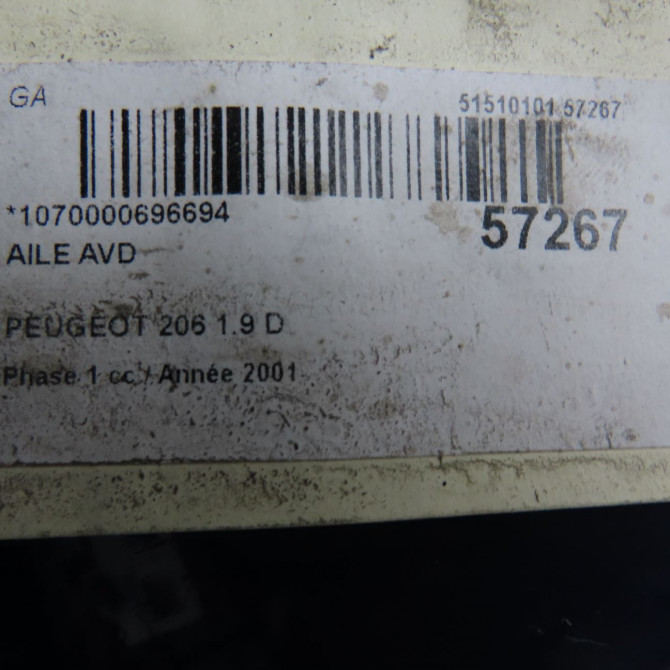 GA
51510101 57267
*1070000696694
57267
AILE AVD
PEUGEOT 206 1.9 D
Phase 1 cc / Année 2001